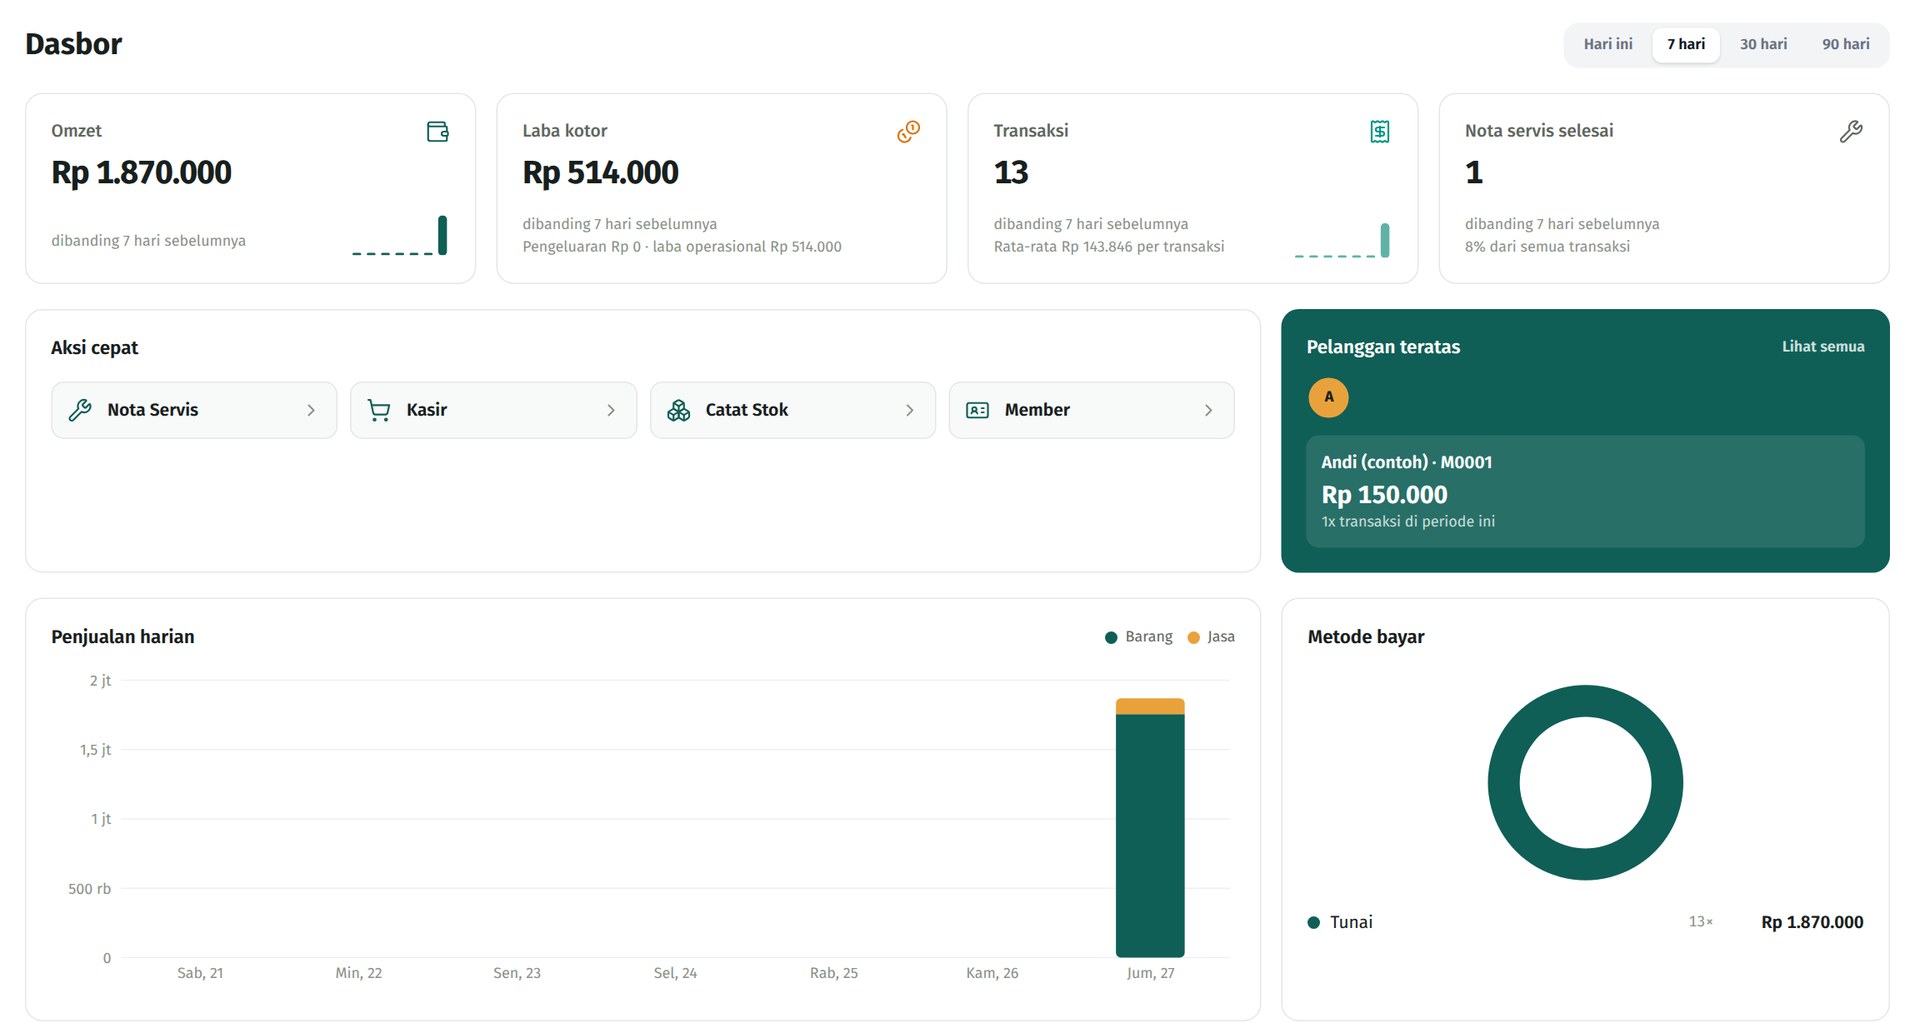 Dasbor
Hari ini
7 hari
30 hari
90 hari
Omzet
Rp 1.870.000
dibanding 7 hari sebelumnya
Laba kotor
Rp 514.000
dibanding 7 hari sebelumnya
Pengeluaran Rp 0 · laba operasional Rp 514.000
Transaksi
13
dibanding 7 hari sebelumnya
Rata-rata Rp 143.846 per transaksi
Nota servis selesai
1
dibanding 7 hari sebelumnya
8% dari semua transaksi
Aksi cepat
Nota Servis
Kasir
Catat Stok
Member
Pelanggan teratas
Lihat semua
A
Andi (contoh) · M0001
Rp 150.000
1x transaksi di periode ini
Penjualan harian
Barang
Jasa
2 jt
1,5 jt
1 jt
500 rb
0
Sab, 21
Min, 22
Sen, 23
Sel, 24
Rab, 25
Kam, 26
Jum, 27
Metode bayar
Tunai
13×
Rp 1.870.000